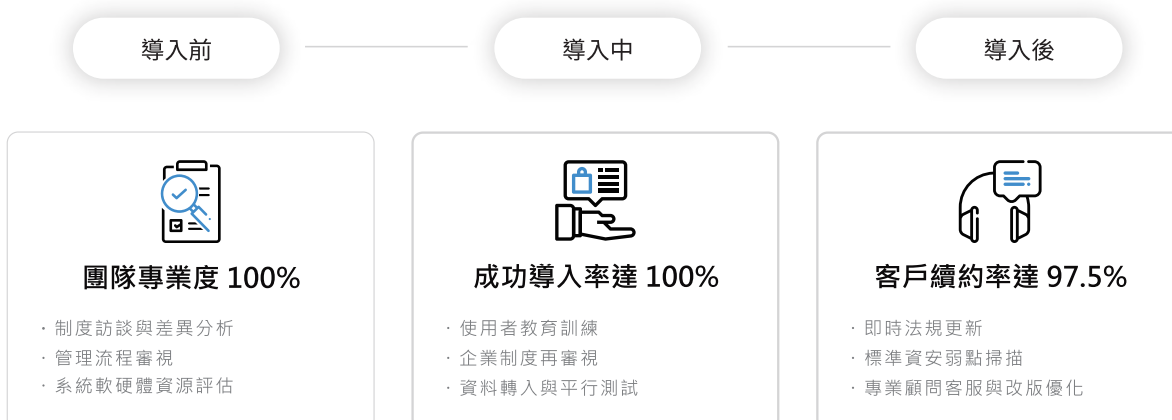 導入前
導入中
導入後
團隊專業度 100%
· 制度訪談與差異分析
· 管理流程審視
· 系統軟硬體資源評估
成功導入率達 100%
· 使用者教育訓練
· 企業制度再審視
· 資料轉入與平行測試
客戶續約率達 97.5%
· 即時法規更新
· 標準資安弱點掃描
· 專業顧問客服與改版優化